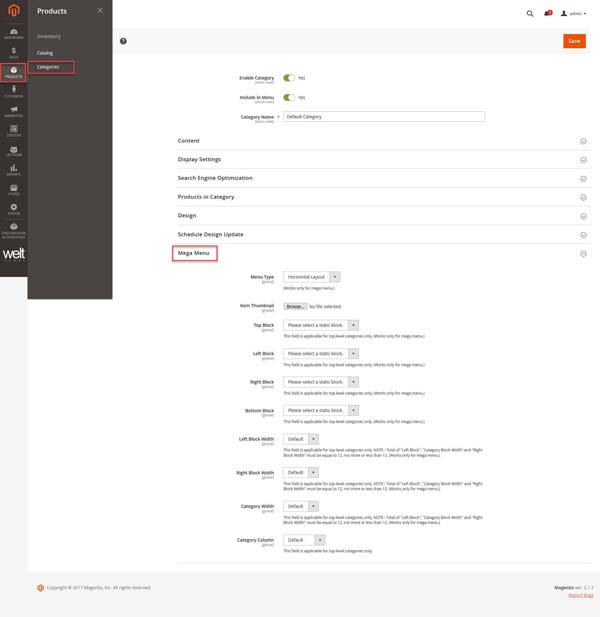 Products
Inventory
Catalog
Categories
DASHBOARD
SALES
PRODUCTS
CUSTOMERS
MARKETING
CONTENT
REPORTS
STORES
SYSTEM
FIND PARTNERS
& EXTENSIONS
welt
admin
Save
Enable Category
[store view]
Yes
Include in Menu
[store view]
Yes
Category Name *
[store view]
Default Category
Content
Display Settings
Search Engine Optimization
Products in Category
Design
Schedule Design Update
Mega Menu
Menu Type
[global]
Horizontal Layout
(Works only for mega menu.)
Item Thumbnail
[global]
Browse... No file selected.
Top Block
[global]
Please select a static block.
This field is applicable for top-level categories only. (Works only for mega menu.)
Left Block
[global]
Please select a static block.
This field is applicable for top-level categories only. (Works only for mega menu.)
Right Block
[global]
Please select a static block.
This field is applicable for top-level categories only. (Works only for mega menu.)
Bottom Block
[global]
Please select a static block.
This field is applicable for top-level categories only. (Works only for mega menu.)
Left Block Width
[global]
Default
This field is applicable for top-level categories only. NOTE : Total of "Left Block", "Category Block Width" and "Right
Block Width" must be equal to 12, not more or less than 12. (Works only for mega menu.)
Right Block Width
[global]
Default
This field is applicable for top-level categories only. NOTE : Total of "Left Block", "Category Block Width" and "Right
Block Width" must be equal to 12, not more or less than 12. (Works only for mega menu.)
Category Width
[global]
Default
This field is applicable for top-level categories only. NOTE : Total of "Left Block", "Category Block Width" and "Right
Block Width" must be equal to 12, not more or less than 12. (Works only for mega menu.)
Category Column
[global]
Default
This field is applicable for top-level categories only.
Copyright © 2017 Magento, Inc. All rights reserved.
Magento ver. 2.1.7
Report Bugs